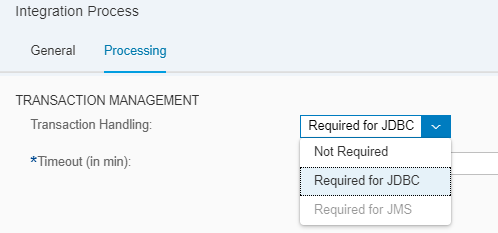 Integration Process
General Processing
TRANSACTION MANAGEMENT
Transaction Handling: Required for JDBC
Not Required
*Timeout (in min):
Required for JDBC
Required for JMS